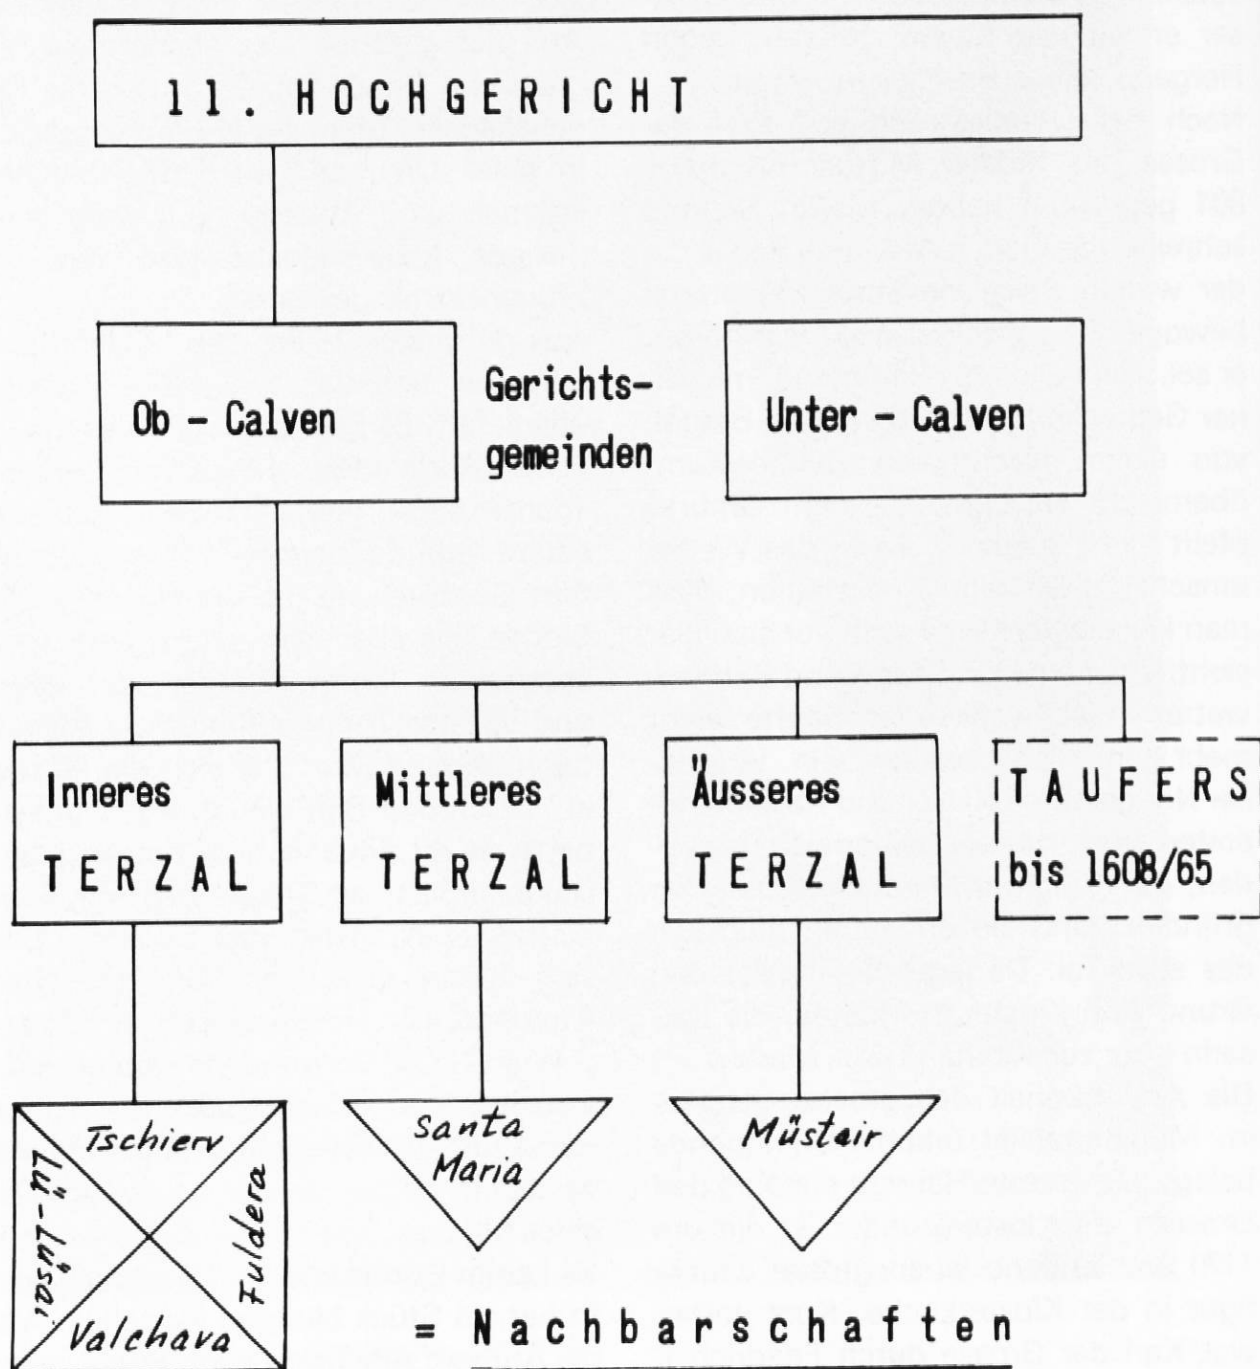 11. HOCHGERICHT
Ob – Calven
Gerichts-
gemeinden
Unter – Calven
Inneres
TERZAL
Mittleres
TERZAL
Äusseres
TERZAL
TAUFERS
bis 1608/65
Tschierv
Lü-Lüsai
Fuldera
Valchava
Santa
Maria
Müstair
= Nachbarschaften